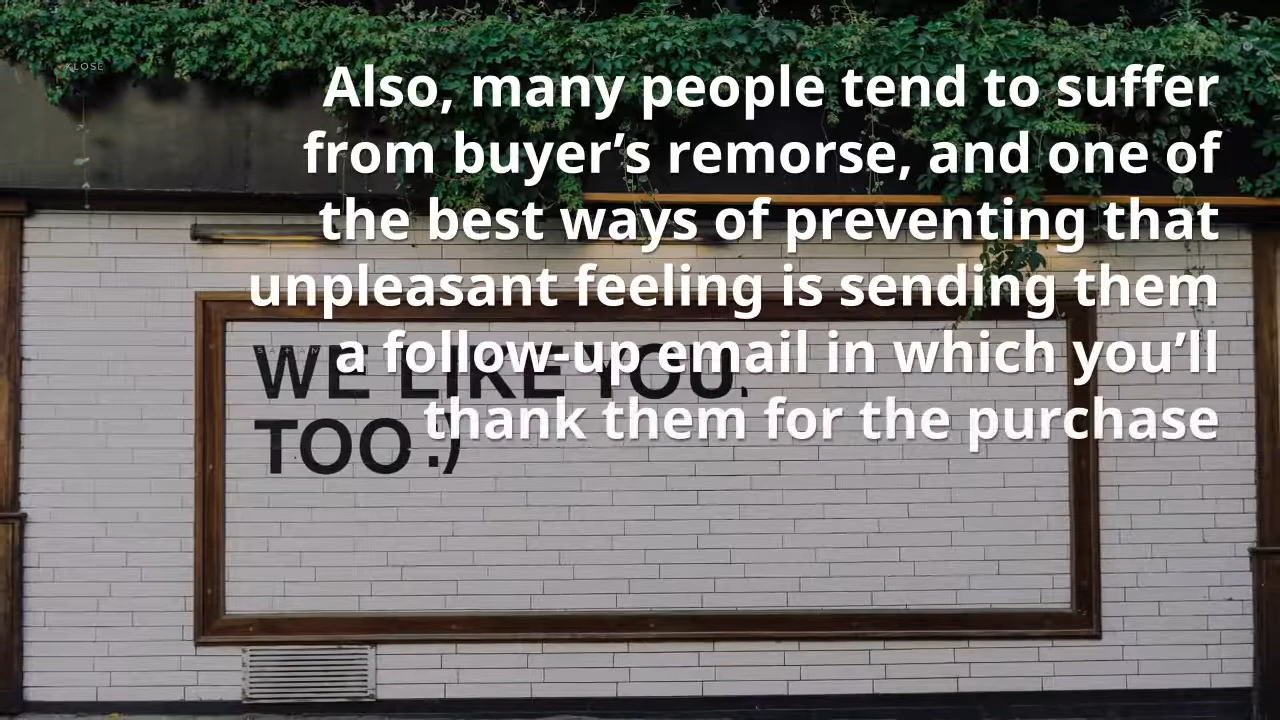 KLOSE
Also, many people tend to suffer
from buyer’s remorse, and one of
the best ways of preventing that
unpleasant feeling is sending them
a follow-up email in which you’ll
thank them for the purchase
WE LIKE YOU.
TOO :)